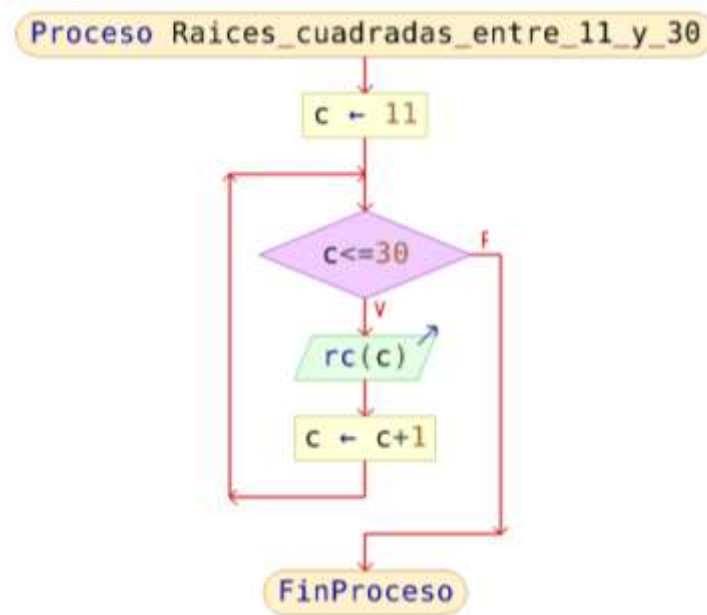 Proceso Raices_cuadradas_entre_11_y_30
c ← 11
c<=30
F
V
rc(c)
c ← c+1
FinProceso